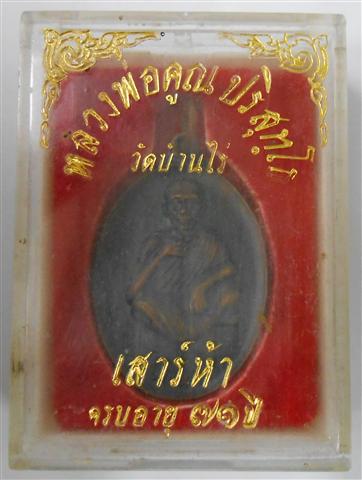 หลวงพ่อคูณ ปริสุทฺโธ
วัดบ้านไร่
เสาร์ห้า
ครบอายุ ๗๑ ปี